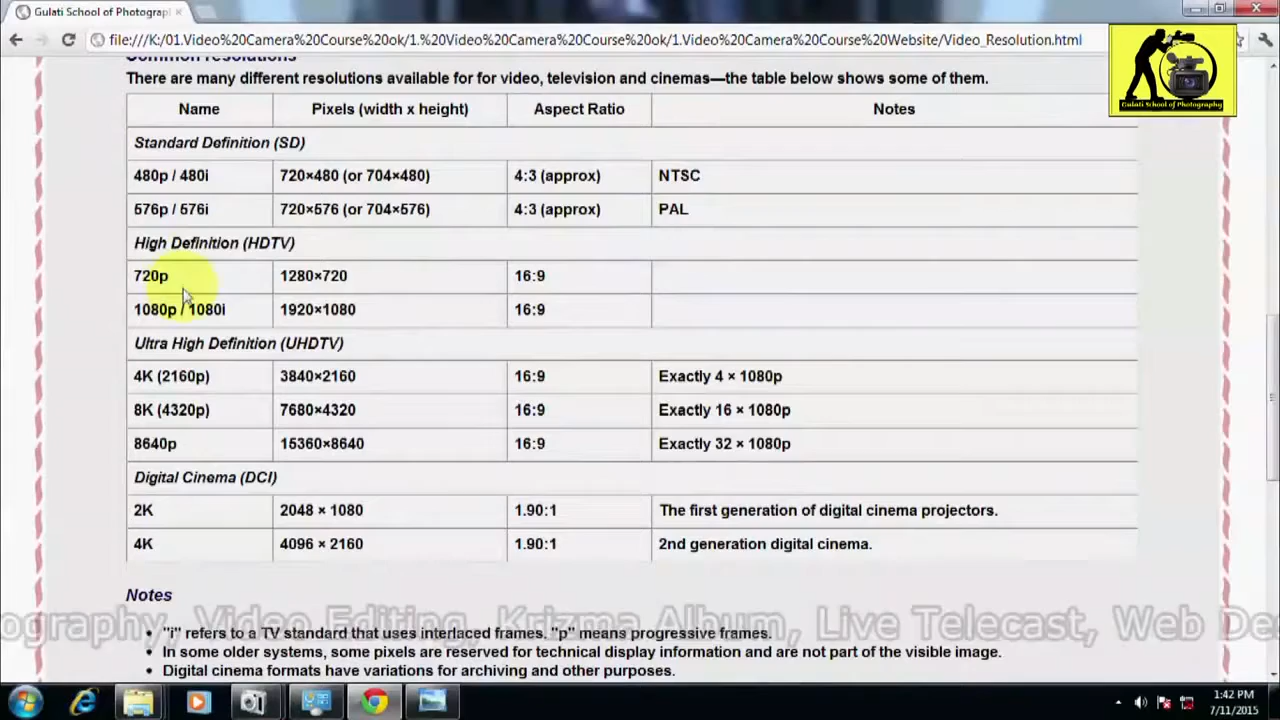 Gulati School of Photograp
file:///K:/01.Video%20Camera%20Course%20ok/1.%20Video%20Camera%20Course%20ok/1.Video%20Camera%20Course%20Website/Video_Resolution.html
Gulati School of Photography
Common resolutions
There are many different resolutions available for for video, television and cinemas—the table below shows some of them.
Name Pixels (width x height) Aspect Ratio Notes
Standard Definition (SD)
480p / 480i 720×480 (or 704×480) 4:3 (approx) NTSC
576p / 576i 720×576 (or 704×576) 4:3 (approx) PAL
High Definition (HDTV)
720p 1280×720 16:9
1080p / 1080i 1920×1080 16:9
Ultra High Definition (UHDTV)
4K (2160p) 3840×2160 16:9 Exactly 4 × 1080p
8K (4320p) 7680×4320 16:9 Exactly 16 × 1080p
8640p 15360×8640 16:9 Exactly 32 × 1080p
Digital Cinema (DCI)
2K 2048 × 1080 1.90:1 The first generation of digital cinema projectors.
4K 4096 × 2160 1.90:1 2nd generation digital cinema.
Notes
ography, Video Editing, Krizma Album, Live Telecast, Web De
• "i" refers to a TV standard that uses interlaced frames. "p" means progressive frames.
• In some older systems, some pixels are reserved for technical display information and are not part of the visible image.
• Digital cinema formats have variations for archiving and other purposes.
1:42 PM
7/11/2015